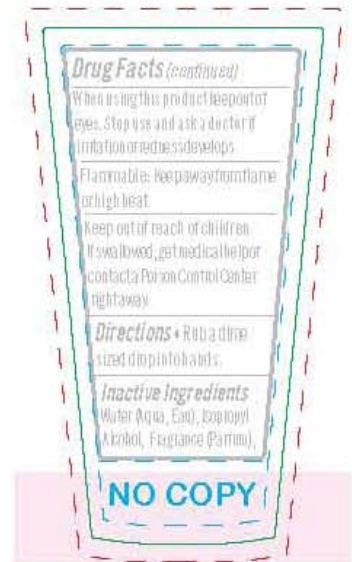 Drug Facts (continued)
When using this product keep out of
eyes. Stop use and ask a doctor if
irritation or redness develops
Flammable: Keep away from flame
or high heat
Keep out of reach of children.
If swallowed, get medical help or
contact a Poison Control Center
right away.
Directions • Rub a dime
sized drop into hands.
Inactive Ingredients
Water (Aqua, Eau), Isopropyl
Alcohol, Fragrance (Parfum),
NO COPY